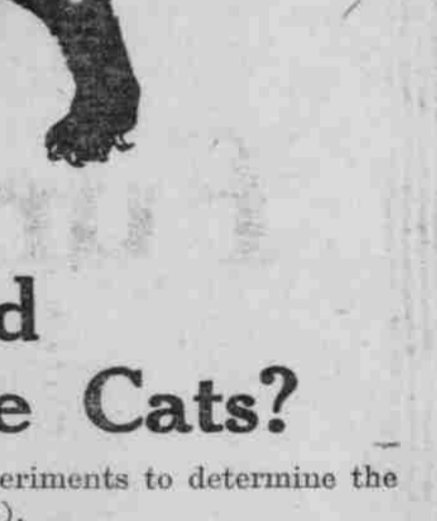 d
e Cats?
eriments to determine the
).